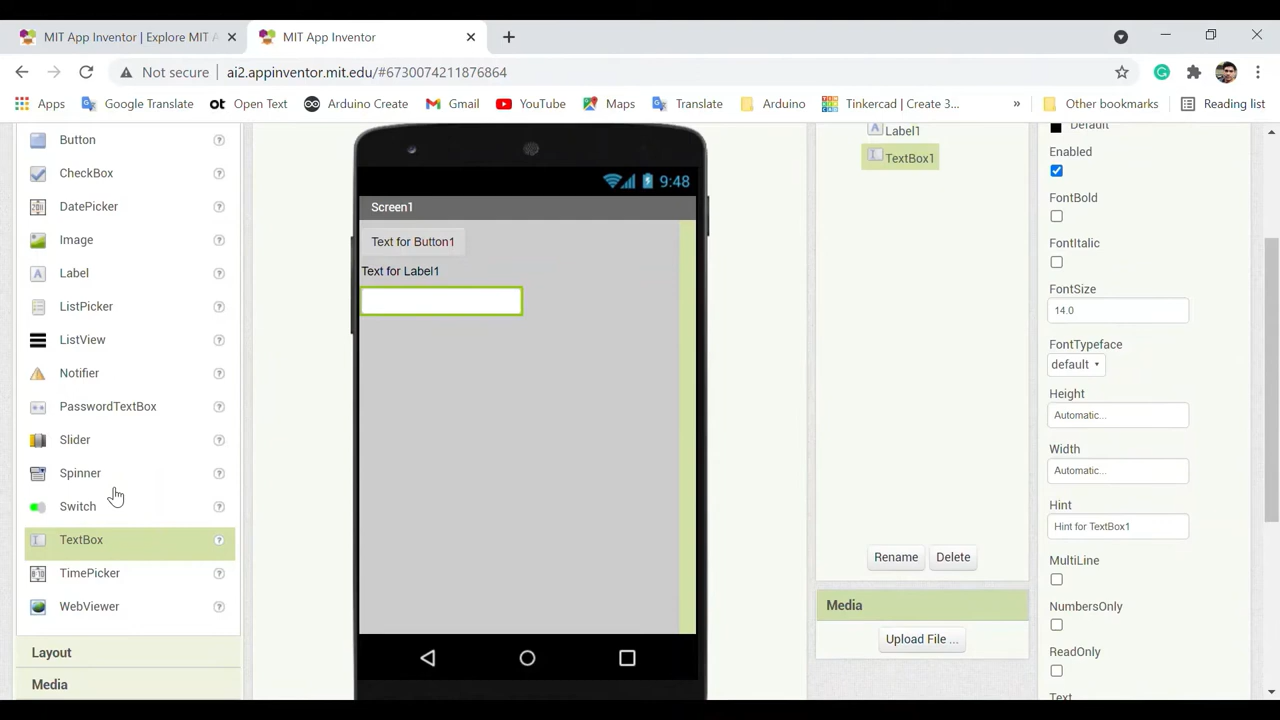 MIT App Inventor | Explore MIT A
MIT App Inventor
Not secure
ai2.appinventor.mit.edu/#6730074211876864
Apps
Google Translate
ot
Open Text
Arduino Create
Gmail
YouTube
Maps
Translate
Arduino
Tinkercad | Create 3...
»
Other bookmarks
Reading list
Button
CheckBox
DatePicker
Image
Label
ListPicker
ListView
Notifier
PasswordTextBox
Slider
Spinner
Switch
TextBox
TimePicker
WebViewer
Layout
Media
9:48
Screen1
Text for Button1
Text for Label1
Label1
TextBox1
Rename
Delete
Media
Upload File ...
Default
Enabled
FontBold
FontItalic
FontSize
14.0
FontTypeface
default
Height
Automatic...
Width
Automatic...
Hint
Hint for TextBox1
MultiLine
NumbersOnly
ReadOnly
Text